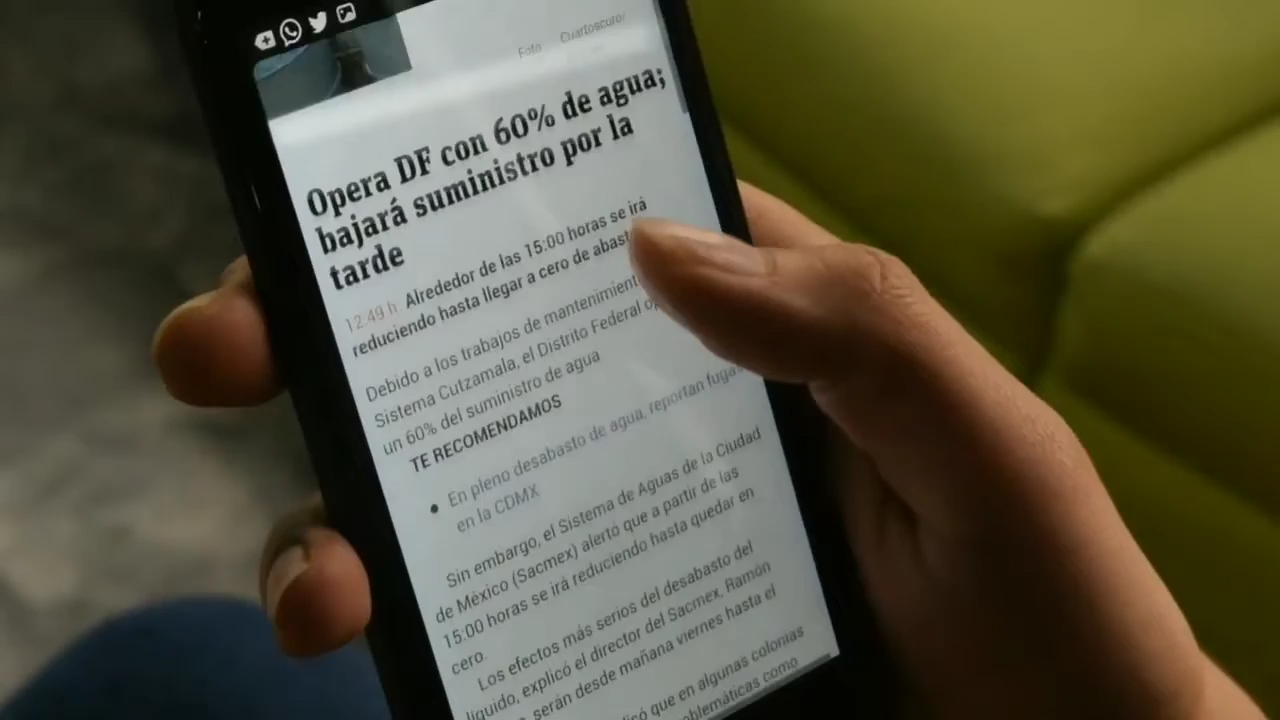 Foto Cuartoscuro/
Opera DF con 60% de agua;
bajará suministro por la
tarde
12:49 h Alrededor de las 15:00 horas se irá
reduciendo hasta llegar a cero de
Debido a los trabajos de
Sistema Cutzamala, el Distrito Federal
un 60% del suministro de agua
TE RECOMENDAMOS
En pleno desabasto de agua, reportan
en la CDMX
Sin embargo, el Sistema de Aguas de la Ciudad
de México (Sacmex) alertó que a partir de las
15:00 horas se irá reduciendo hasta quedar en
cero.
Los efectos más serios del desabasto del
líquido, explicó el director del Sacmex, Ramón
serán desde mañana viernes hasta el
que en algunas colonias
como